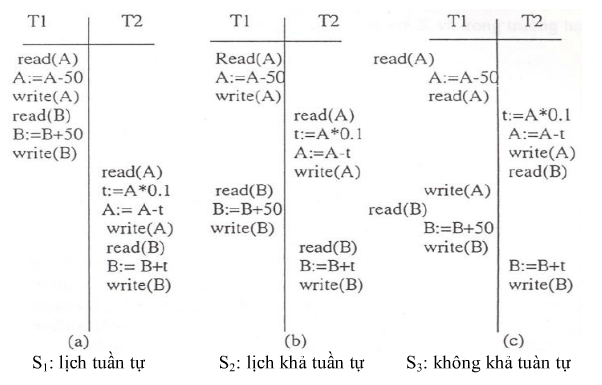 T1 T2
read(A)
A:=A-50
write(A)
read(B)
B:=B+50
write(B)
read(A)
t:=A*0.1
A:= A-t
write(A)
read(B)
B:= B+t
write(B)
(a)
S1: lịch tuần tự
T1 T2
Read(A)
A:=A-50
write(A)
read(A)
t:=A*0.1
A:=A-t
write(A)
read(B)
B:=B+50
write(B)
read(B)
B:=B+t
write(B)
(b)
S2: lịch khả tuần tự
T1 T2
read(A)
A:=A-50
read(A)
t:=A*0.1
A:=A-t
write(A)
read(B)
write(A)
read(B)
B:=B+50
write(B)
B:=B+t
write(B)
(c)
S3: không khả tuàn tự